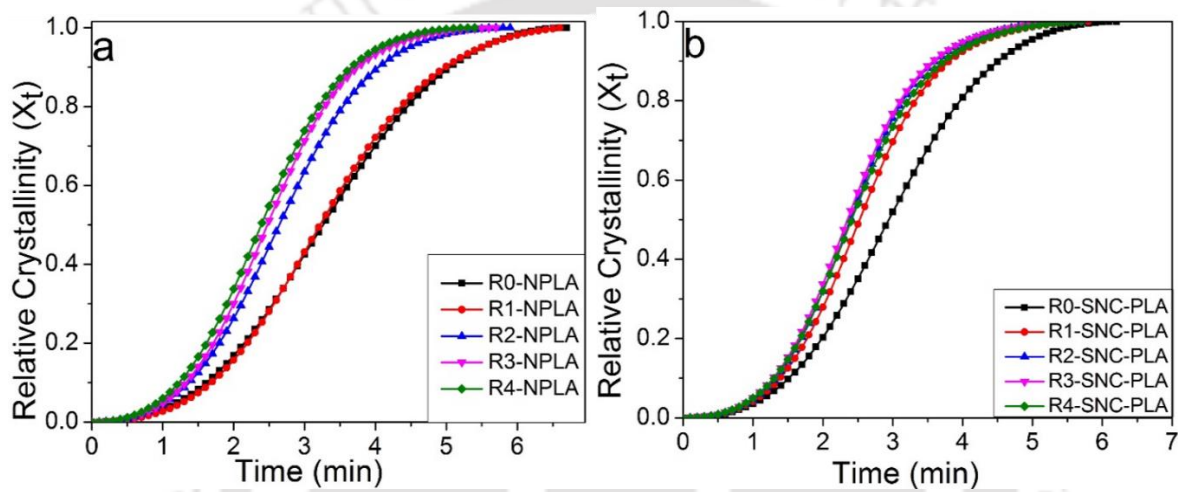 a
Relative Crystallinity (Xt)
1.0
0.8
0.6
0.4
0.2
0.0
0 1 2 3 4 5 6
Time (min)
R0-NPLA
R1-NPLA
R2-NPLA
R3-NPLA
R4-NPLA
b
Relative Crystallinity (Xt)
1.0
0.8
0.6
0.4
0.2
0.0
0 1 2 3 4 5 6 7
Time (min)
R0-SNC-PLA
R1-SNC-PLA
R2-SNC-PLA
R3-SNC-PLA
R4-SNC-PLA